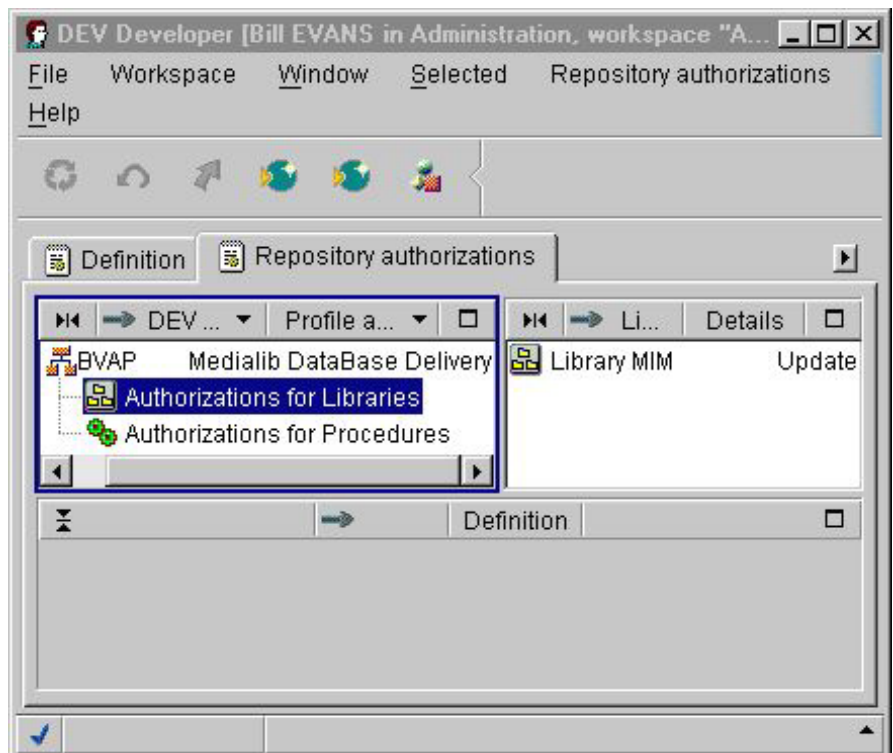 DEV Developer [Bill EVANS in Administration, workspace "A...
File Workspace Window Selected Repository authorizations
Help
Definition Repository authorizations
DEV ... Profile a... Li... Details
BVAP Medialib DataBase Delivery
Authorizations for Libraries
Authorizations for Procedures
Library MIM Update
Definition